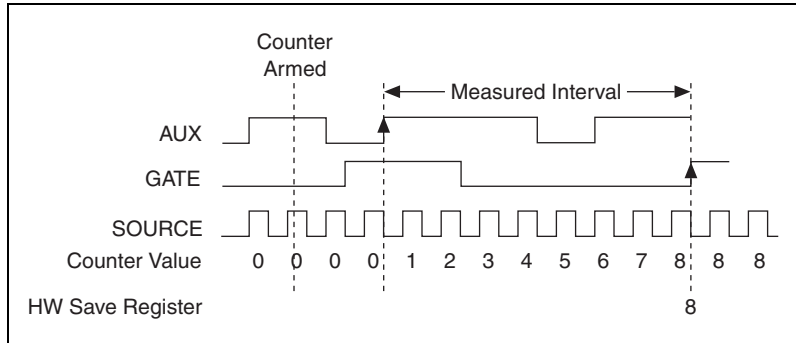 Counter
Armed
Measured Interval
AUX
GATE
SOURCE
Counter Value 0 0 0 0 1 2 3 4 5 6 7 8 8 8
HW Save Register 8